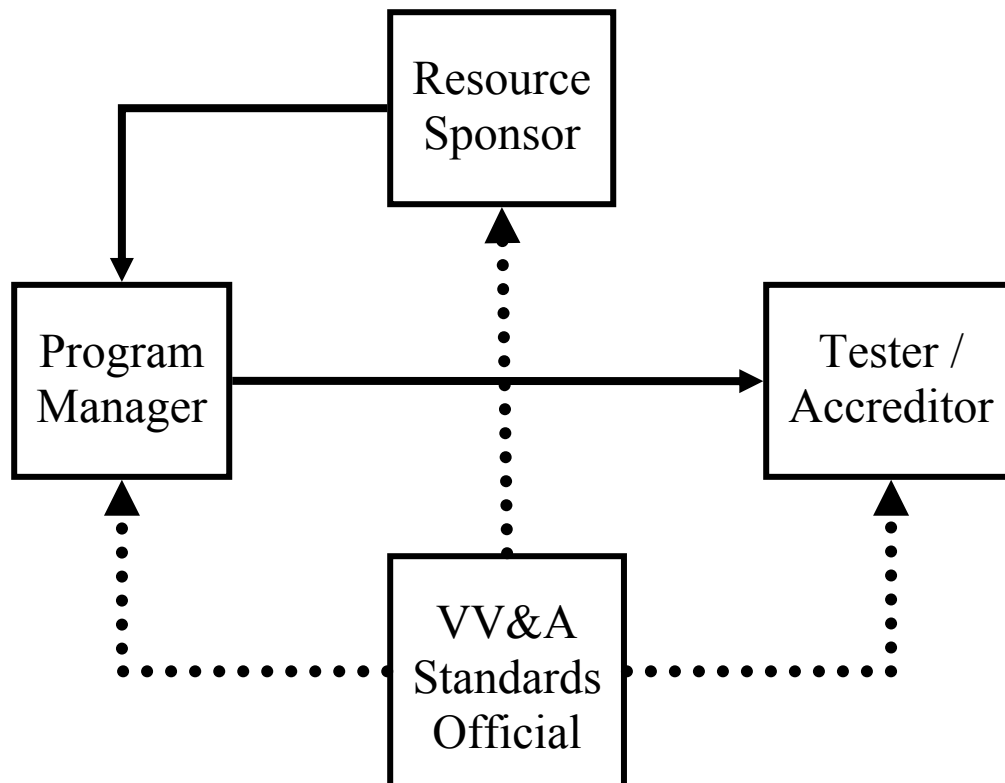 Resource
Sponsor
Program
Manager
Tester /
Accreditor
VV&A
Standards
Official